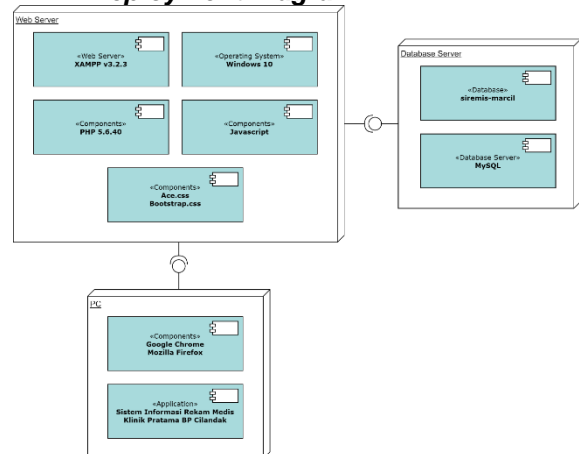 Web Server
«Web Server»
XAMPP v3.2.3
«Operating System»
Windows 10
«Components»
PHP 5.6.40
«Components»
Javascript
«Components»
Ace.css
Bootstrap.css
Database Server
«Database»
siremis-marcil
«Database Server»
MySQL
PC
«Components»
Google Chrome
Mozilla Firefox
«Application»
Sistem Informasi Rekam Medis
Klinik Pratama BP Cilandak